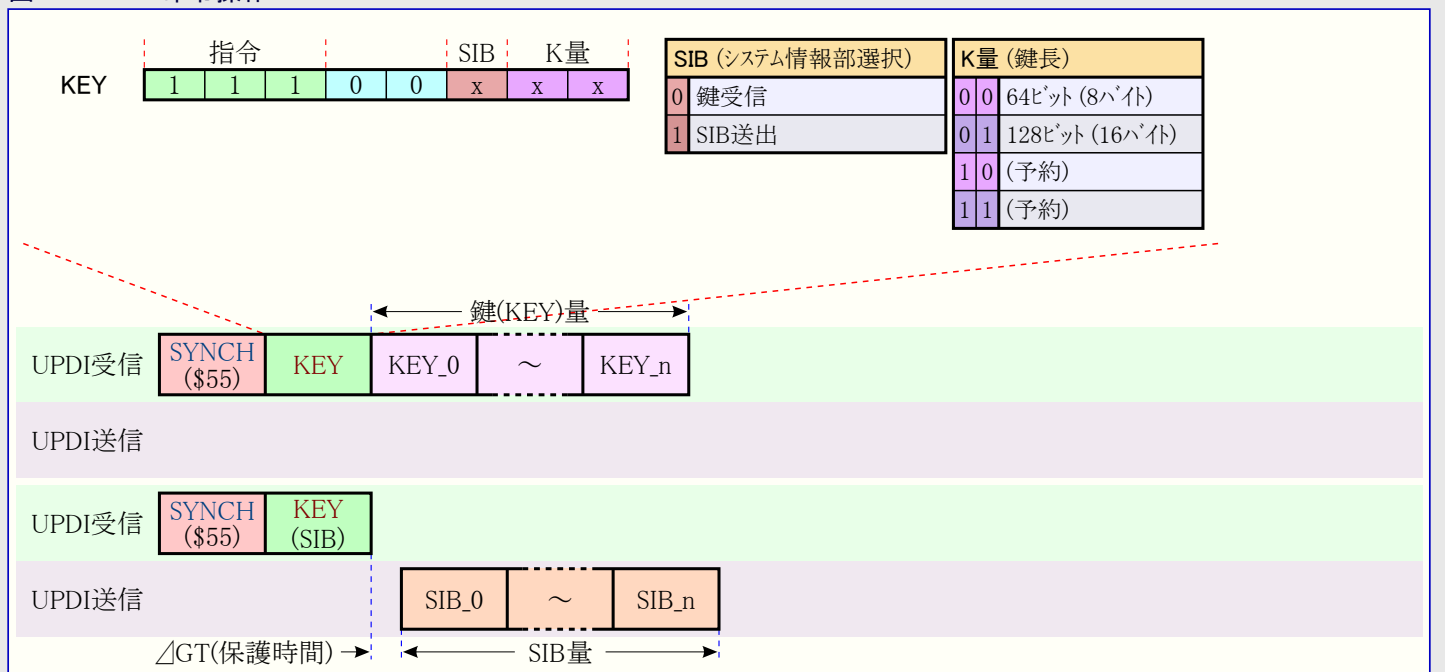 指令 SIB K量
KEY 1 1 1 0 0 x x x
SIB (システム情報部選択)
0 鍵受信
1 SIB送出
K量 (鍵長)
0 0 64ビット (8バイト)
0 1 128ビット (16バイト)
1 0 (予約)
1 1 (予約)
鍵(KEY)量
UPDI受信 SYNCH ($55) KEY KEY_0 ～ KEY_n
UPDI送信
UPDI受信 SYNCH ($55) KEY (SIB)
UPDI送信 SIB_0 ～ SIB_n
⊿GT(保護時間) SIB量